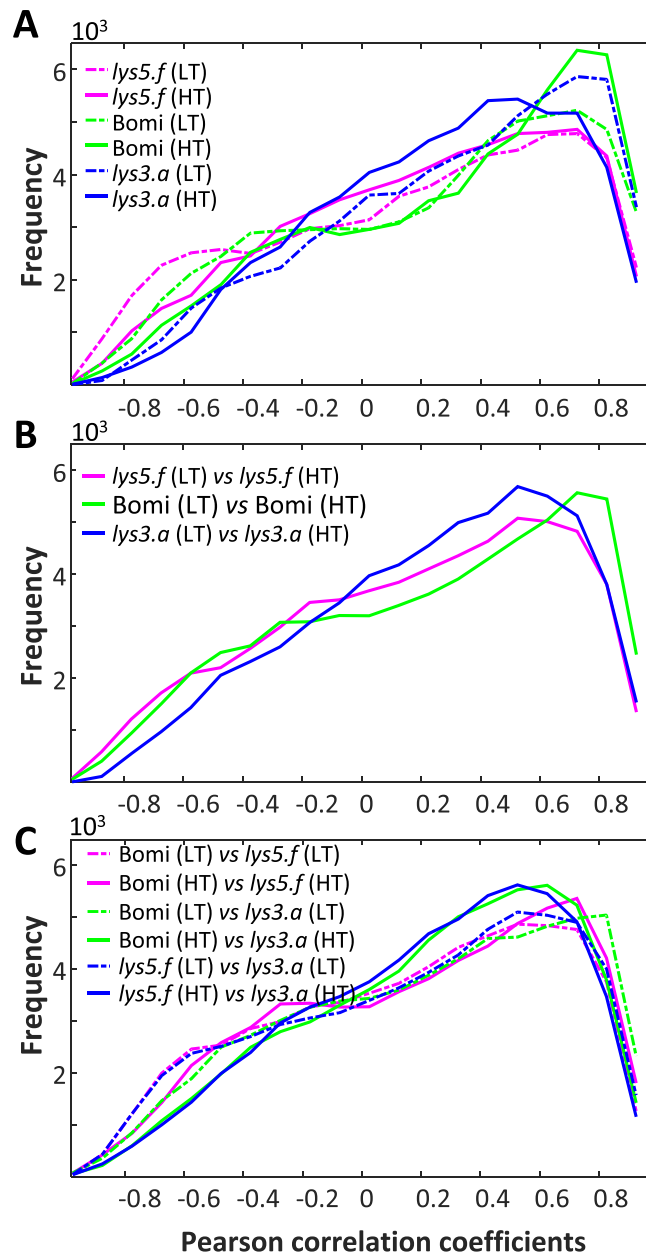 A
10³
6
4
2
Frequency
lys5.f (LT)
lys5.f (HT)
Bomi (LT)
Bomi (HT)
lys3.a (LT)
lys3.a (HT)
-0.8 -0.6 -0.4 -0.2 0 0.2 0.4 0.6 0.8
B
10³
6
4
2
Frequency
lys5.f (LT) vs lys5.f (HT)
Bomi (LT) vs Bomi (HT)
lys3.a (LT) vs lys3.a (HT)
-0.8 -0.6 -0.4 -0.2 0 0.2 0.4 0.6 0.8
C
10³
6
4
2
Frequency
Bomi (LT) vs lys5.f (LT)
Bomi (HT) vs lys5.f (HT)
Bomi (LT) vs lys3.a (LT)
Bomi (HT) vs lys3.a (HT)
lys5.f (LT) vs lys3.a (LT)
lys5.f (HT) vs lys3.a (HT)
-0.8 -0.6 -0.4 -0.2 0 0.2 0.4 0.6 0.8
Pearson correlation coefficients